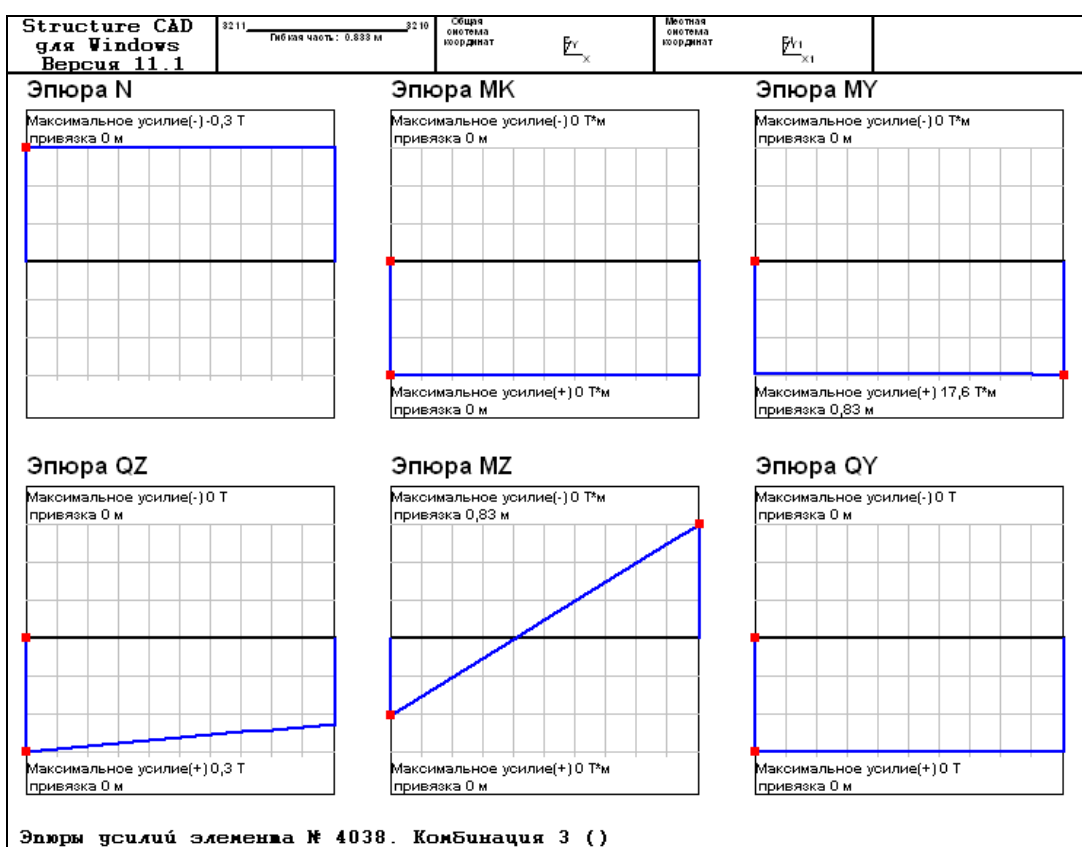 Structure CAD
для Windows
Версия 11.1
3211 3210
Гибкая часть: 0.833 м
Общая
система
координат
Z Y
X
Местная
система
координат
Z1 Y1
X1
Эпюра N
Максимальное усилие(-) -0,3 Т
привязка 0 м
Эпюра MK
Максимальное усилие(-) 0 Т*м
привязка 0 м
Максимальное усилие(+) 0 Т*м
привязка 0 м
Эпюра MY
Максимальное усилие(-) 0 Т*м
привязка 0 м
Максимальное усилие(+) 17,6 Т*м
привязка 0,83 м
Эпюра QZ
Максимальное усилие(-) 0 Т
привязка 0 м
Максимальное усилие(+) 0,3 Т
привязка 0 м
Эпюра MZ
Максимальное усилие(-) 0 Т*м
привязка 0,83 м
Максимальное усилие(+) 0 Т*м
привязка 0 м
Эпюра QY
Максимальное усилие(-) 0 Т
привязка 0 м
Максимальное усилие(+) 0 Т
привязка 0 м
Эпюры усилий элемента № 4038. Комбинация 3 ()